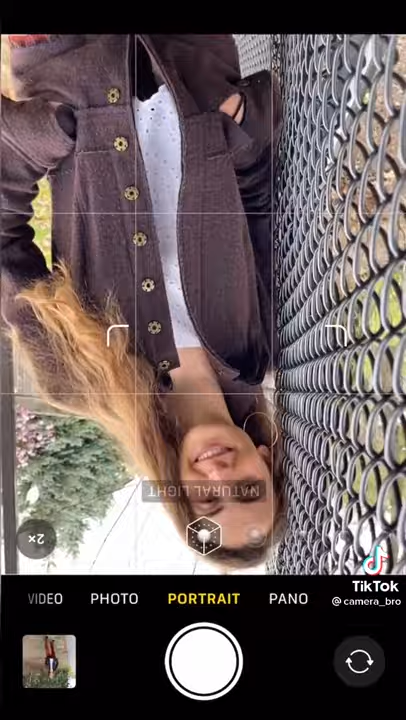 NATURAL LIGHT
2×
VIDEO
PHOTO
PORTRAIT
PANO
TikTok
@camera_bro